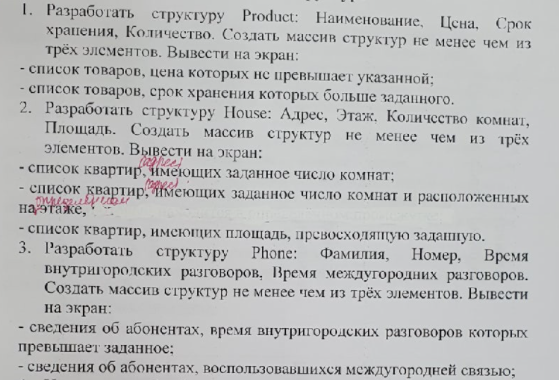 1. Разработать структуру Product: Наименование, Цена, Срок
хранения, Количество. Создать массив структур не менее чем из
трёх элементов. Вывести на экран:
- список товаров, цена которых не превышает указанной;
- список товаров, срок хранения которых больше заданного.
2. Разработать структуру House: Адрес, Этаж, Количество комнат,
Площадь. Создать массив структур не менее чем из трёх
элементов. Вывести на экран:
(адрес)
- список квартир, имеющих заданное число комнат;
(адрес)
- список квартир, имеющих заданное число комнат и расположенных
определённом
на этаже,
- список квартир, имеющих площадь, превосходящую заданную.
3. Разработать структуру Phone: Фамилия, Номер, Время
внутригородских разговоров, Время междугородних разговоров.
Создать массив структур не менее чем из трёх элементов. Вывести
на экран:
- сведения об абонентах, время внутригородских разговоров которых
превышает заданное;
- сведения об абонентах, воспользовавшихся междугородней связью;